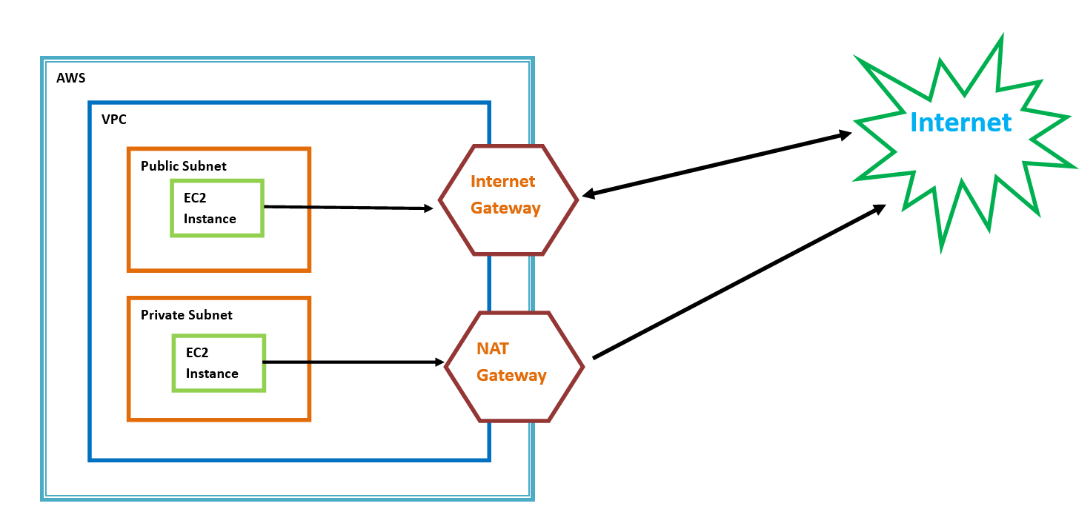 AWS
VPC
Public Subnet
EC2
Instance
Internet
Gateway
Internet
Private Subnet
EC2
Instance
NAT
Gateway